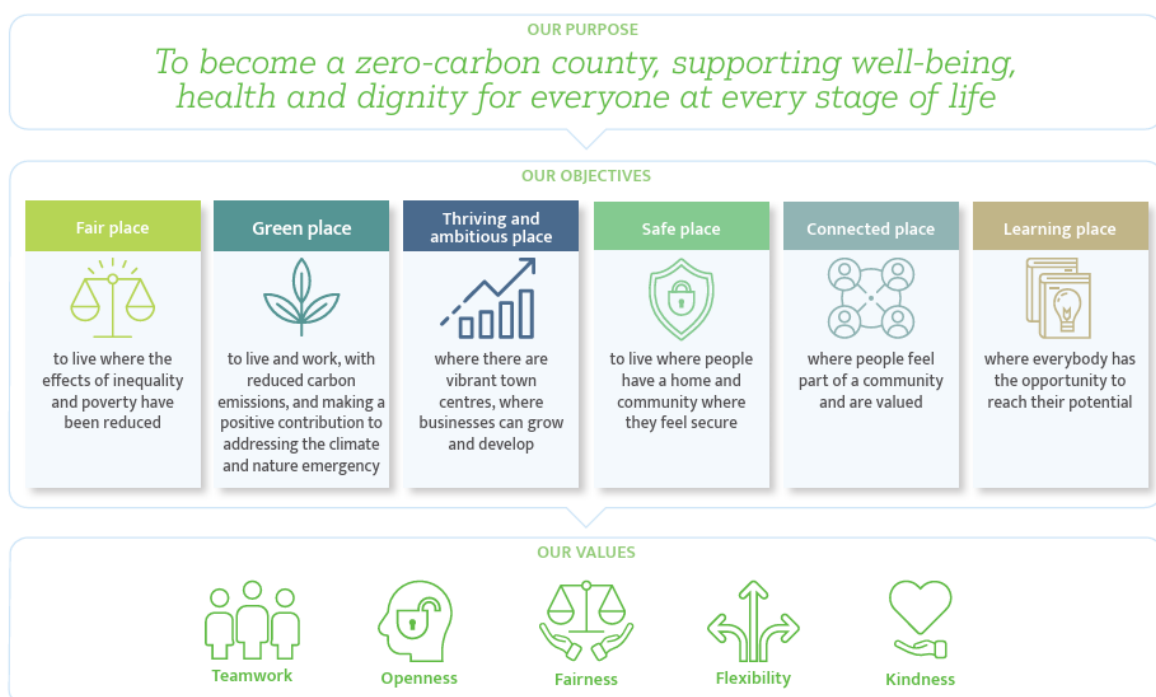 OUR PURPOSE
To become a zero-carbon county, supporting well-being,
health and dignity for everyone at every stage of life
OUR OBJECTIVES
Fair place
to live where the
effects of inequality
and poverty have
been reduced
Green place
to live and work, with
reduced carbon
emissions, and making a
positive contribution to
addressing the climate
and nature emergency
Thriving and
ambitious place
where there are
vibrant town
centres, where
businesses can grow
and develop
Safe place
to live where people
have a home and
community where
they feel secure
Connected place
where people feel
part of a community
and are valued
Learning place
where everybody has
the opportunity to
reach their potential
OUR VALUES
Teamwork
Openness
Fairness
Flexibility
Kindness